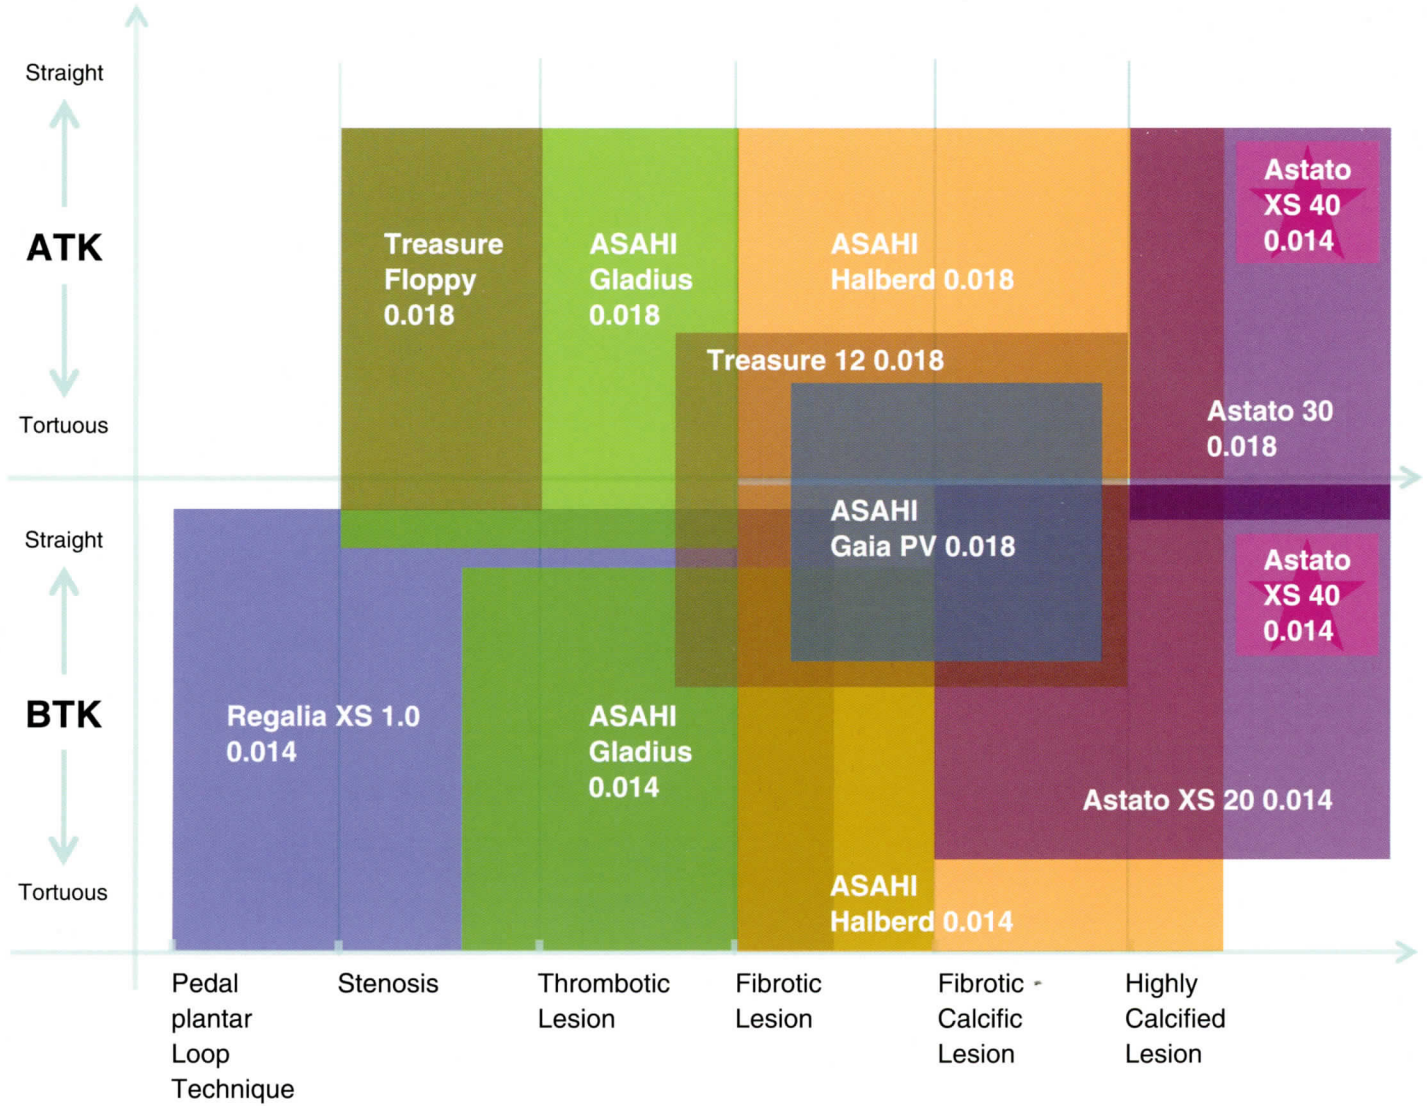 Straight
ATK
Tortuous
Straight
BTK
Tortuous
Treasure
Floppy
0.018
ASAHI
Gladius
0.018
ASAHI
Halberd 0.018
Astato
XS 40
0.014
Treasure 12 0.018
Astato 30
0.018
ASAHI
Gaia PV 0.018
Astato
XS 40
0.014
Regalia XS 1.0
0.014
ASAHI
Gladius
0.014
Astato XS 20 0.014
ASAHI
Halberd 0.014
Pedal
plantar
Loop
Technique
Stenosis
Thrombotic
Lesion
Fibrotic
Lesion
Fibrotic -
Calcific
Lesion
Highly
Calcified
Lesion